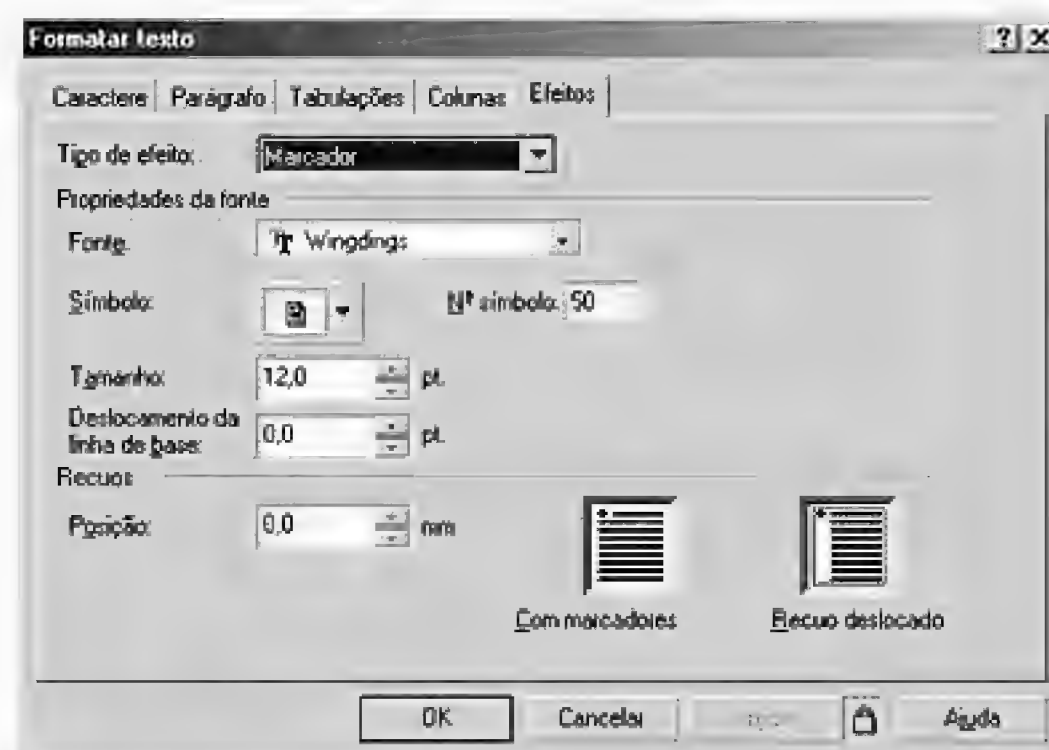 Formatar texto
Caractere Parágrafo Tabulações Colunas Efeitos
Tipo de efeito: Marcador
Propriedades da fonte
Fonte: Wingdings
Símbolo: Nº símbolo: 50
Tamanho: 12,0 pt.
Deslocamento da
linha de base: 0,0 pt.
Recuos
Posição: 0,0 mm
Com marcadores Recuo deslocado
OK Cancelar Ajuda